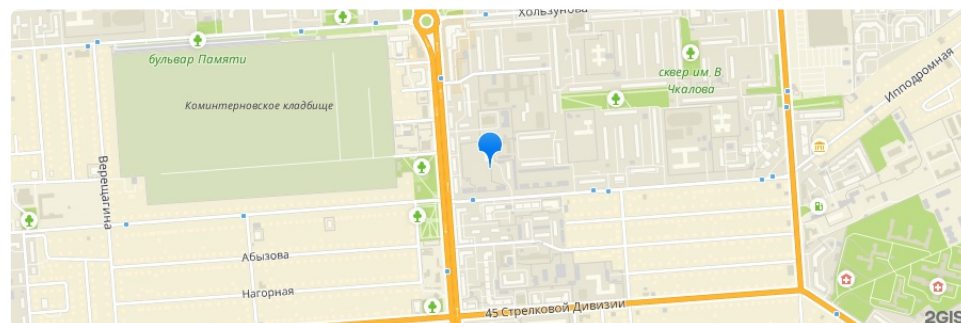 Хользунова
бульвар Памяти
сквер им. В.
Чкалова
Ипподромная
Коминтерновское кладбище
Верещагина
Абызова
Нагорная
45 Стрелковой Дивизии
2GIS